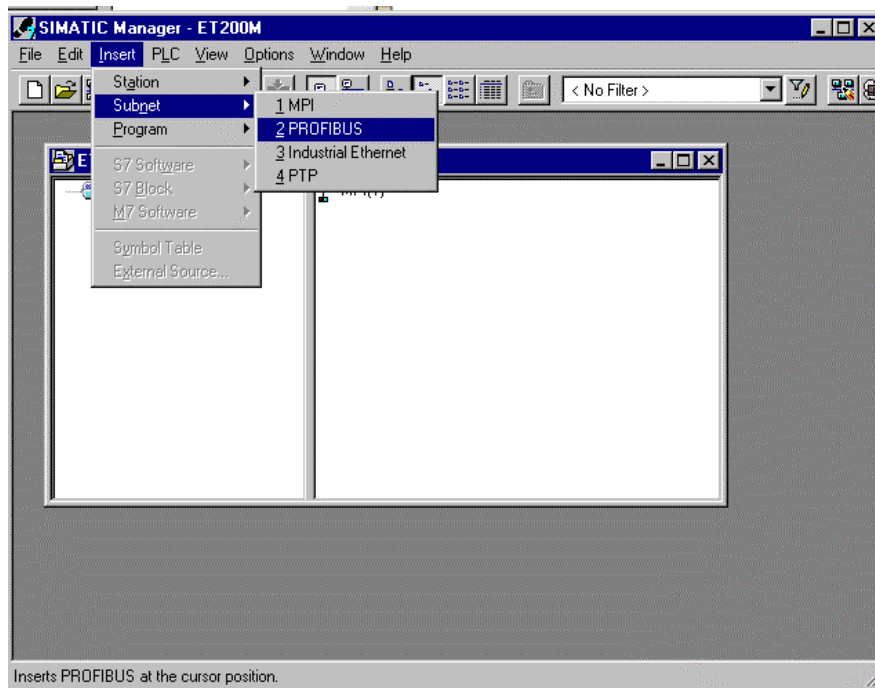 SIMATIC Manager - ET200M
File Edit Insert PLC View Options Window Help
< No Filter >
Station
Subnet
Program
S7 Software
S7 Block
M7 Software
Symbol Table
External Source...
1 MPI
2 PROFIBUS
3 Industrial Ethernet
4 PTP
Inserts PROFIBUS at the cursor position.